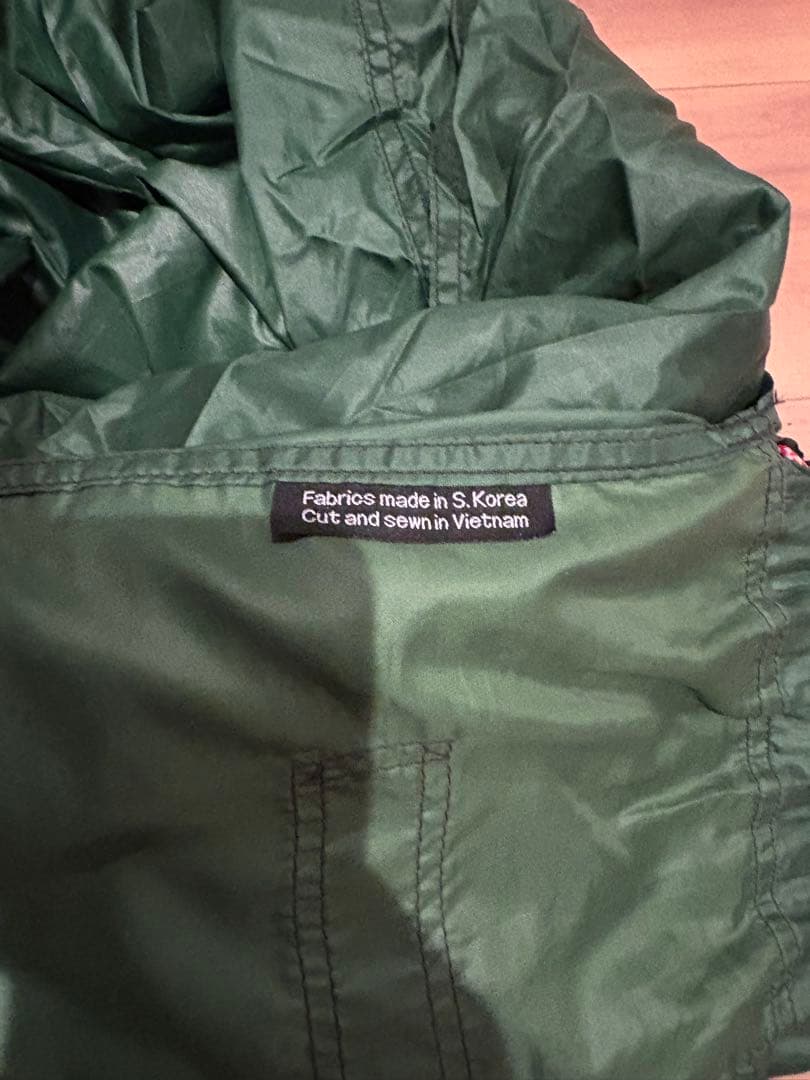 Fabrics made in S.Korea
Cut and sewn in Vietnam